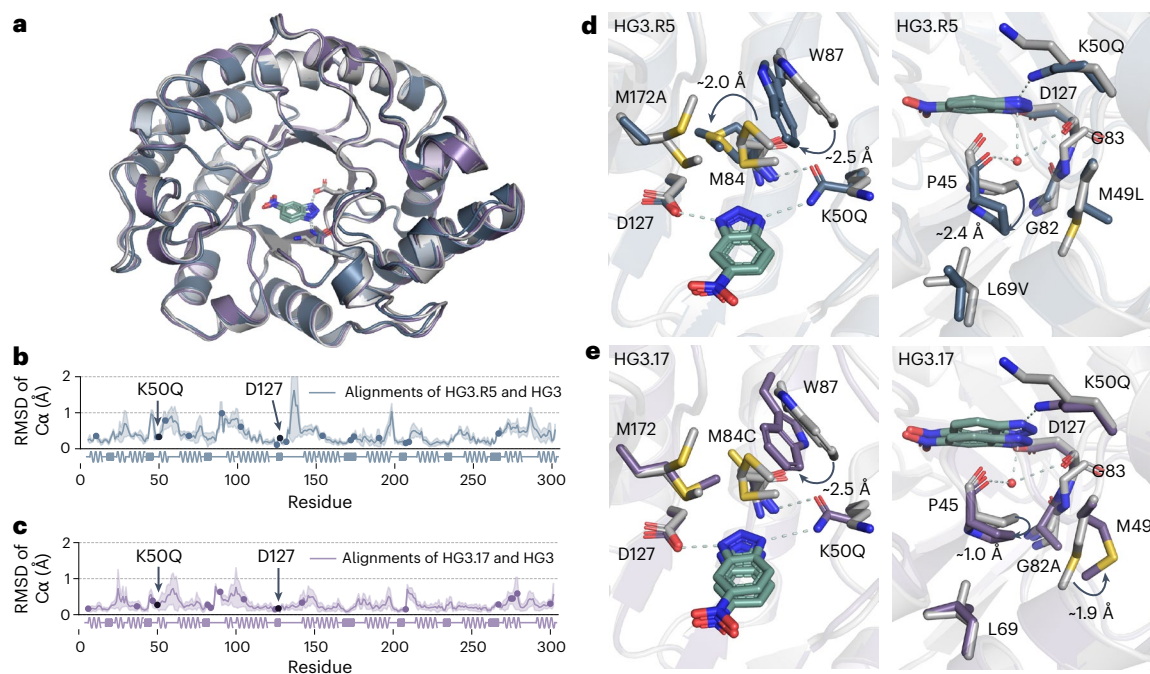 a
b
2
1
0
RMSD of
Cα (Å)
K50Q
D127
Alignments of HG3.R5 and HG3
0
50
100
150
200
250
300
Residue
c
2
1
0
RMSD of
Cα (Å)
K50Q
D127
Alignments of HG3.17 and HG3
0
50
100
150
200
250
300
Residue
d
HG3.R5
W87
~2.0 Å
M172A
~2.5 Å
M84
D127
K50Q
HG3.R5
K50Q
D127
G83
P45
M49L
~2.4 Å
G82
L69V
e
HG3.17
W87
M172
M84C
~2.5 Å
D127
K50Q
HG3.17
K50Q
D127
G83
P45
M49
~1.0 Å
G82A
~1.9 Å
L69